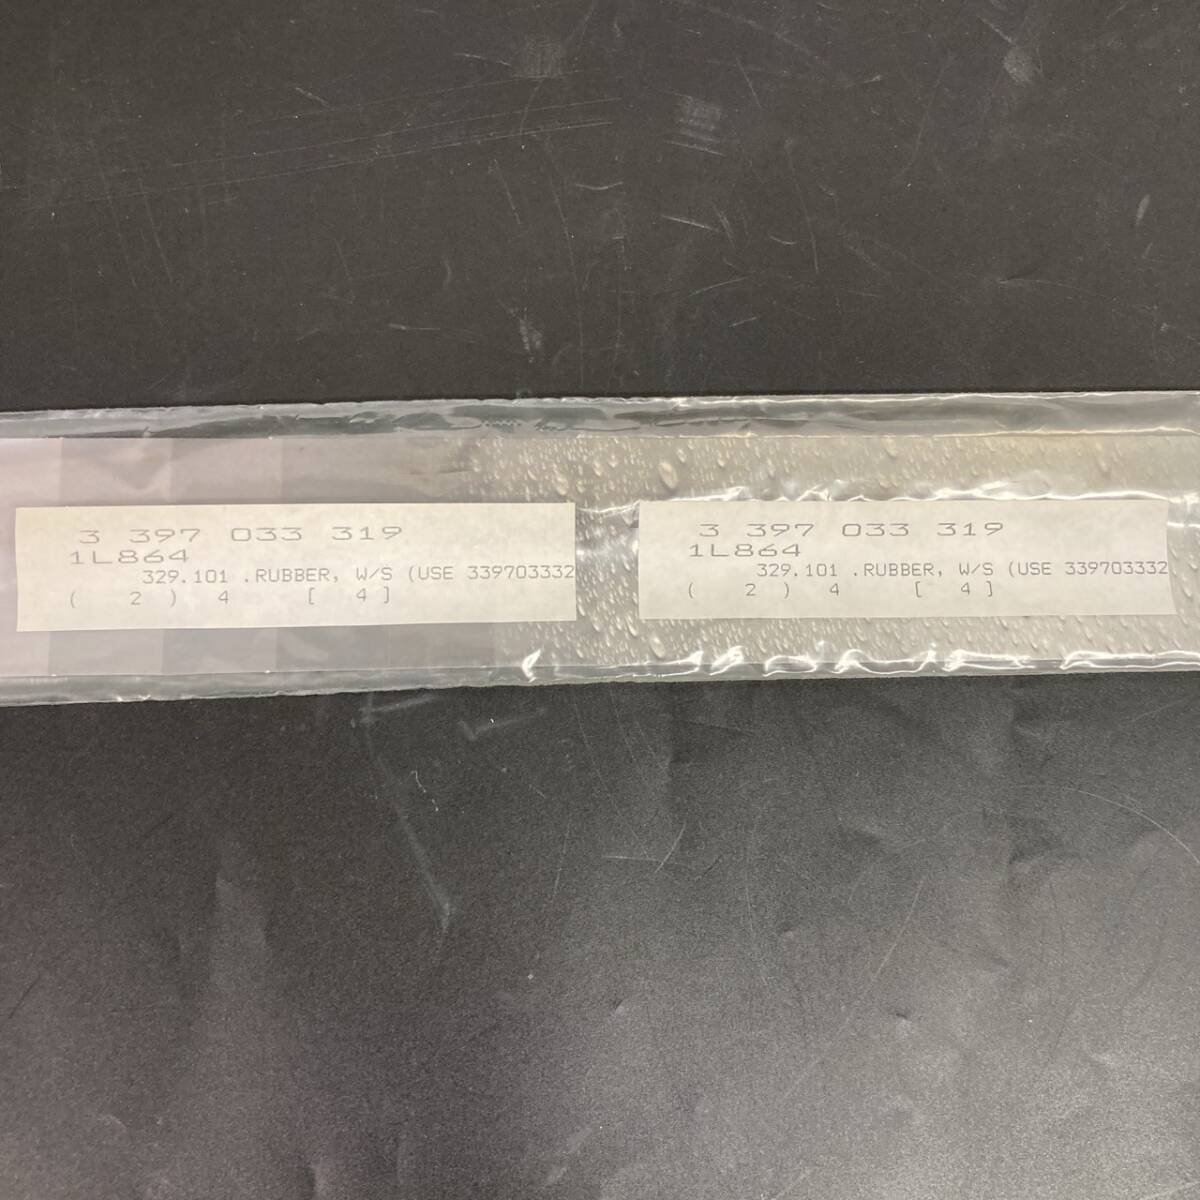 3 397 033 319
1L864
329.101 .RUBBER, W/S (USE 339703332
( 2 ) 4 [ 4 ]
3 397 033 319
1L864
329.101 .RUBBER, W/S (USE 339703332
( 2 ) 4 [ 4 ]